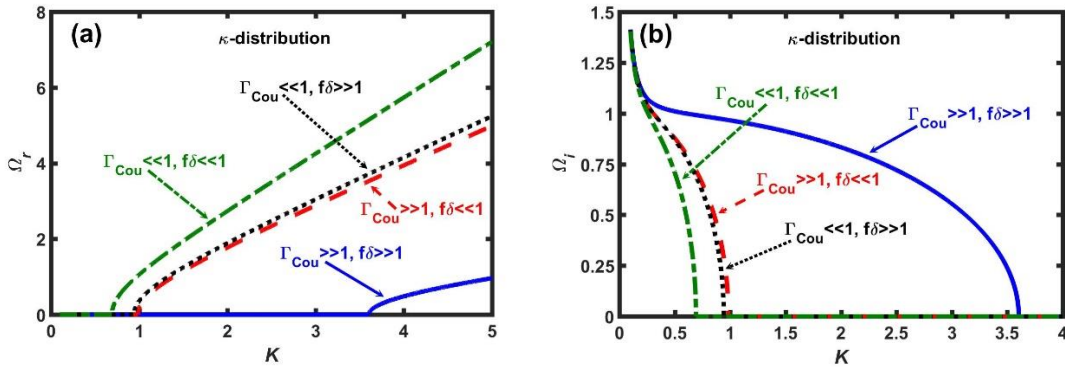 (a)
κ-distribution
Γ_Cou<<1, fδ>>1
Γ_Cou<<1, fδ<<1
Γ_Cou>>1, fδ<<1
Γ_Cou>>1, fδ>>1
Ω_r
8
6
4
2
0
0 1 2 3 4 5
K
(b)
κ-distribution
Γ_Cou<<1, fδ<<1
Γ_Cou>>1, fδ>>1
Γ_Cou>>1, fδ<<1
Γ_Cou<<1, fδ>>1
Ω_i
1.5
1.25
1
0.75
0.5
0.25
0
0 0.5 1 1.5 2 2.5 3 3.5 4
K